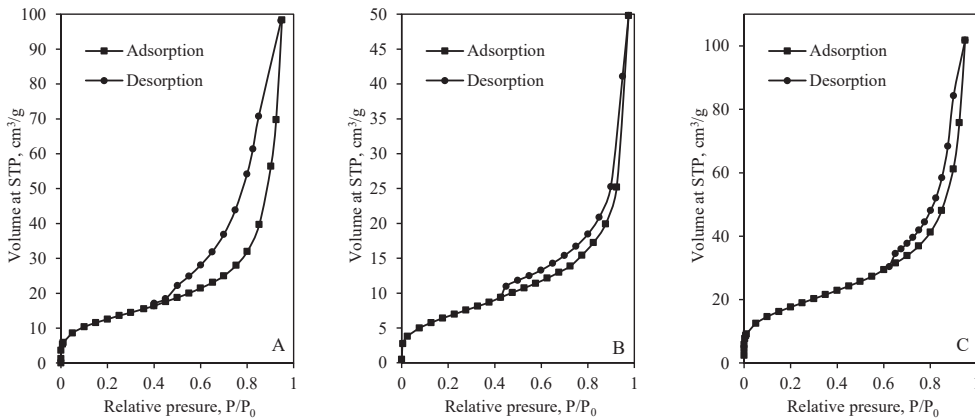 Volume at STP, cm³/g
100
90
80
70
60
50
40
30
20
10
0
0 0.2 0.4 0.6 0.8 1
Adsorption
Desorption
A
Relative presure, P/P₀
Volume at STP, cm³/g
50
45
40
35
30
25
20
15
10
5
0
0 0.2 0.4 0.6 0.8 1
Adsorption
Desorption
B
Relative presure, P/P₀
Volume at STP, cm³/g
100
80
60
40
20
0
0 0.2 0.4 0.6 0.8 1
Adsorption
Desorption
C
Relative presure, P/P₀